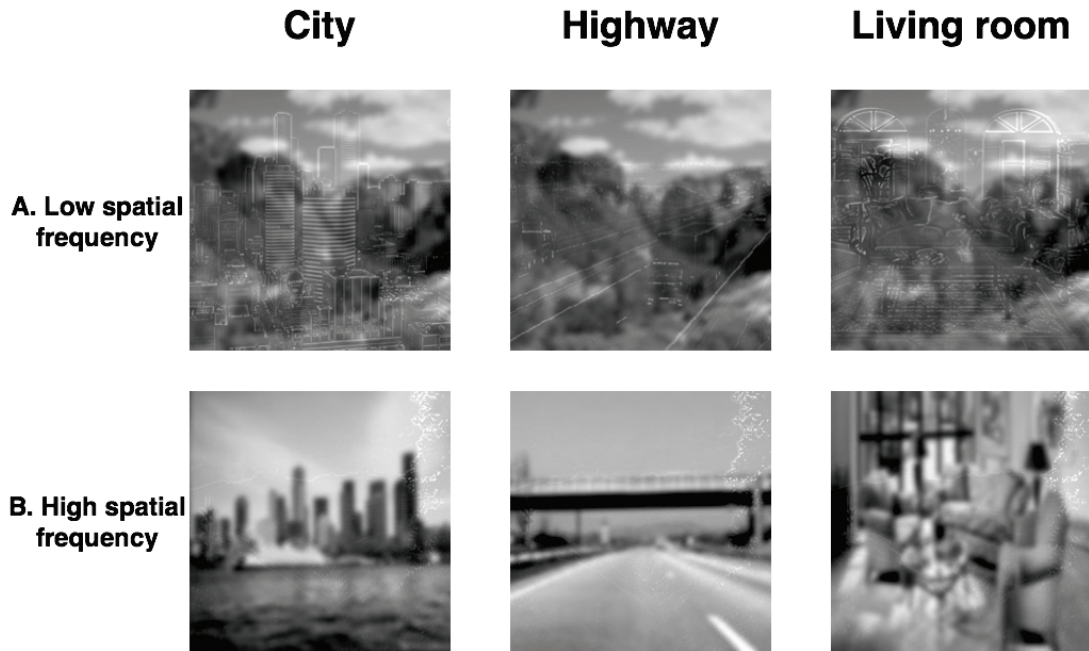 City
Highway
Living room
A. Low spatial
frequency
B. High spatial
frequency